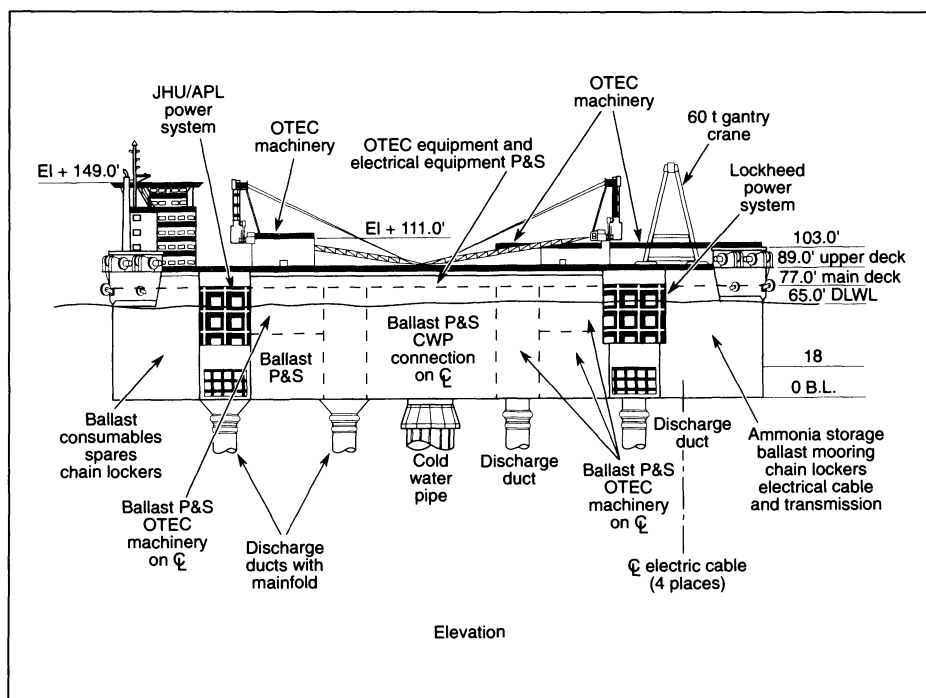 JHU/APL
power
system
OTEC
machinery
OTEC equipment and
electrical equipment P&S
OTEC
machinery
60 t gantry
crane
Lockheed
power
system
El + 149.0'
El + 111.0'
103.0'
89.0' upper deck
77.0' main deck
65.0' DLWL
18
0 B.L.
Ballast
P&S
Ballast P&S
CWP
connection
on ℄
Ballast
consumables
spares
chain lockers
Ballast P&S
OTEC
machinery
on ℄
Discharge
ducts with
mainfold
Cold
water
pipe
Discharge
duct
Ballast P&S
OTEC
machinery
on ℄
Discharge
duct
℄ electric cable
(4 places)
Ammonia storage
ballast mooring
chain lockers
electrical cable
and transmission
Elevation